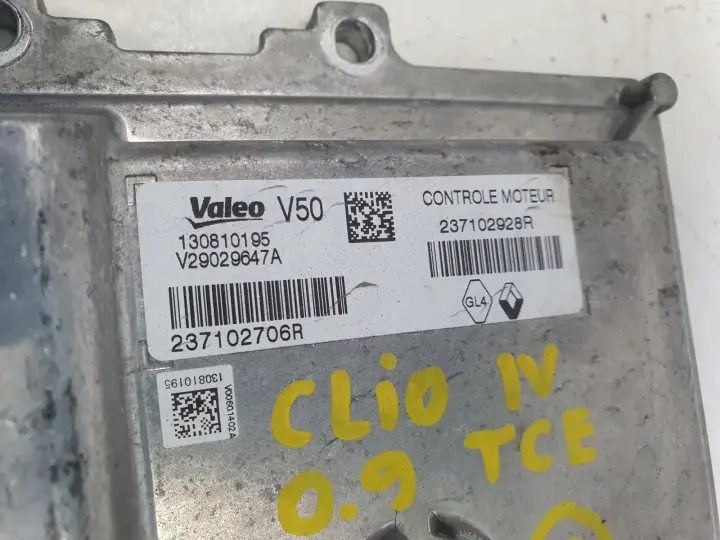 Valeo V50
130810195
V29029647A
237102706R
CONTROLE MOTEUR
237102928R
GL4
130810195
V00601402A
CLIO IV
0.9 TCE